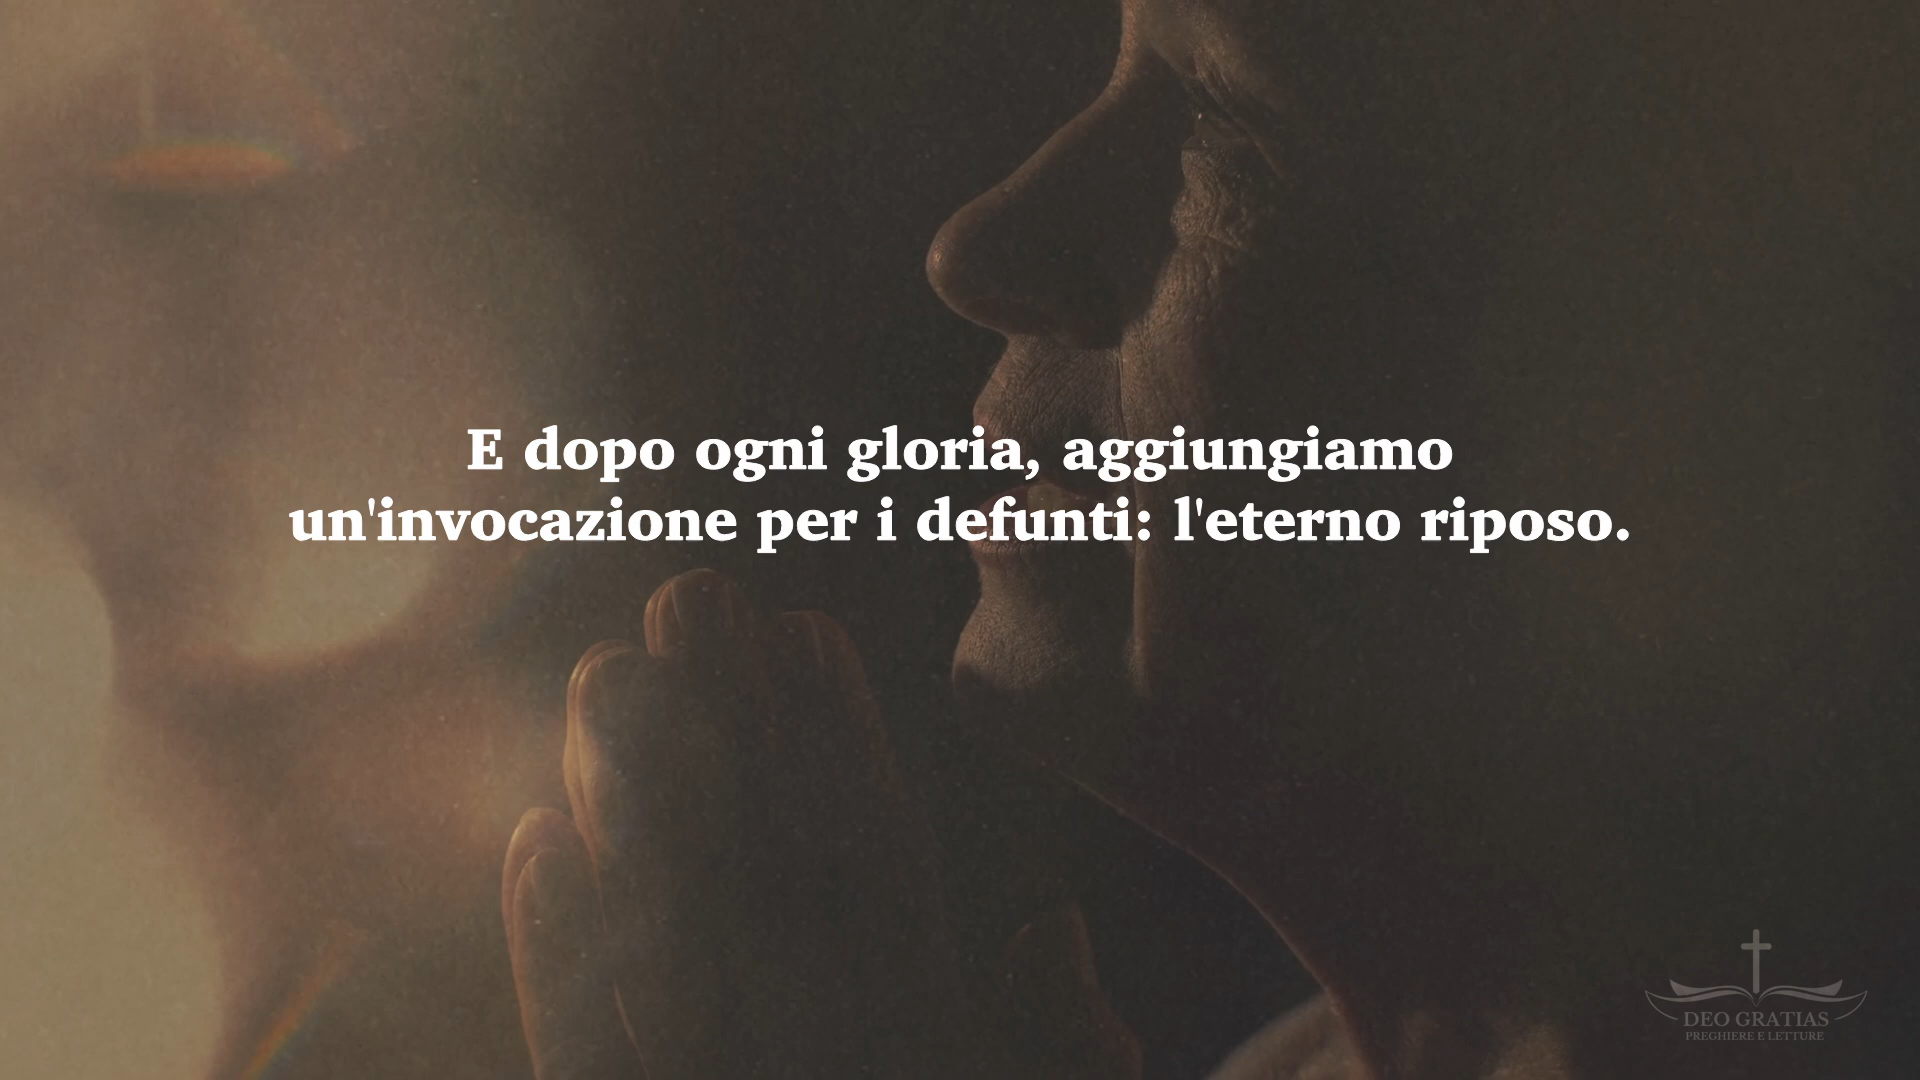 E dopo ogni gloria, aggiungiamo
un'invocazione per i defunti: l'eterno riposo.
DEO GRATIAS
PREGHIERE E LETTURE